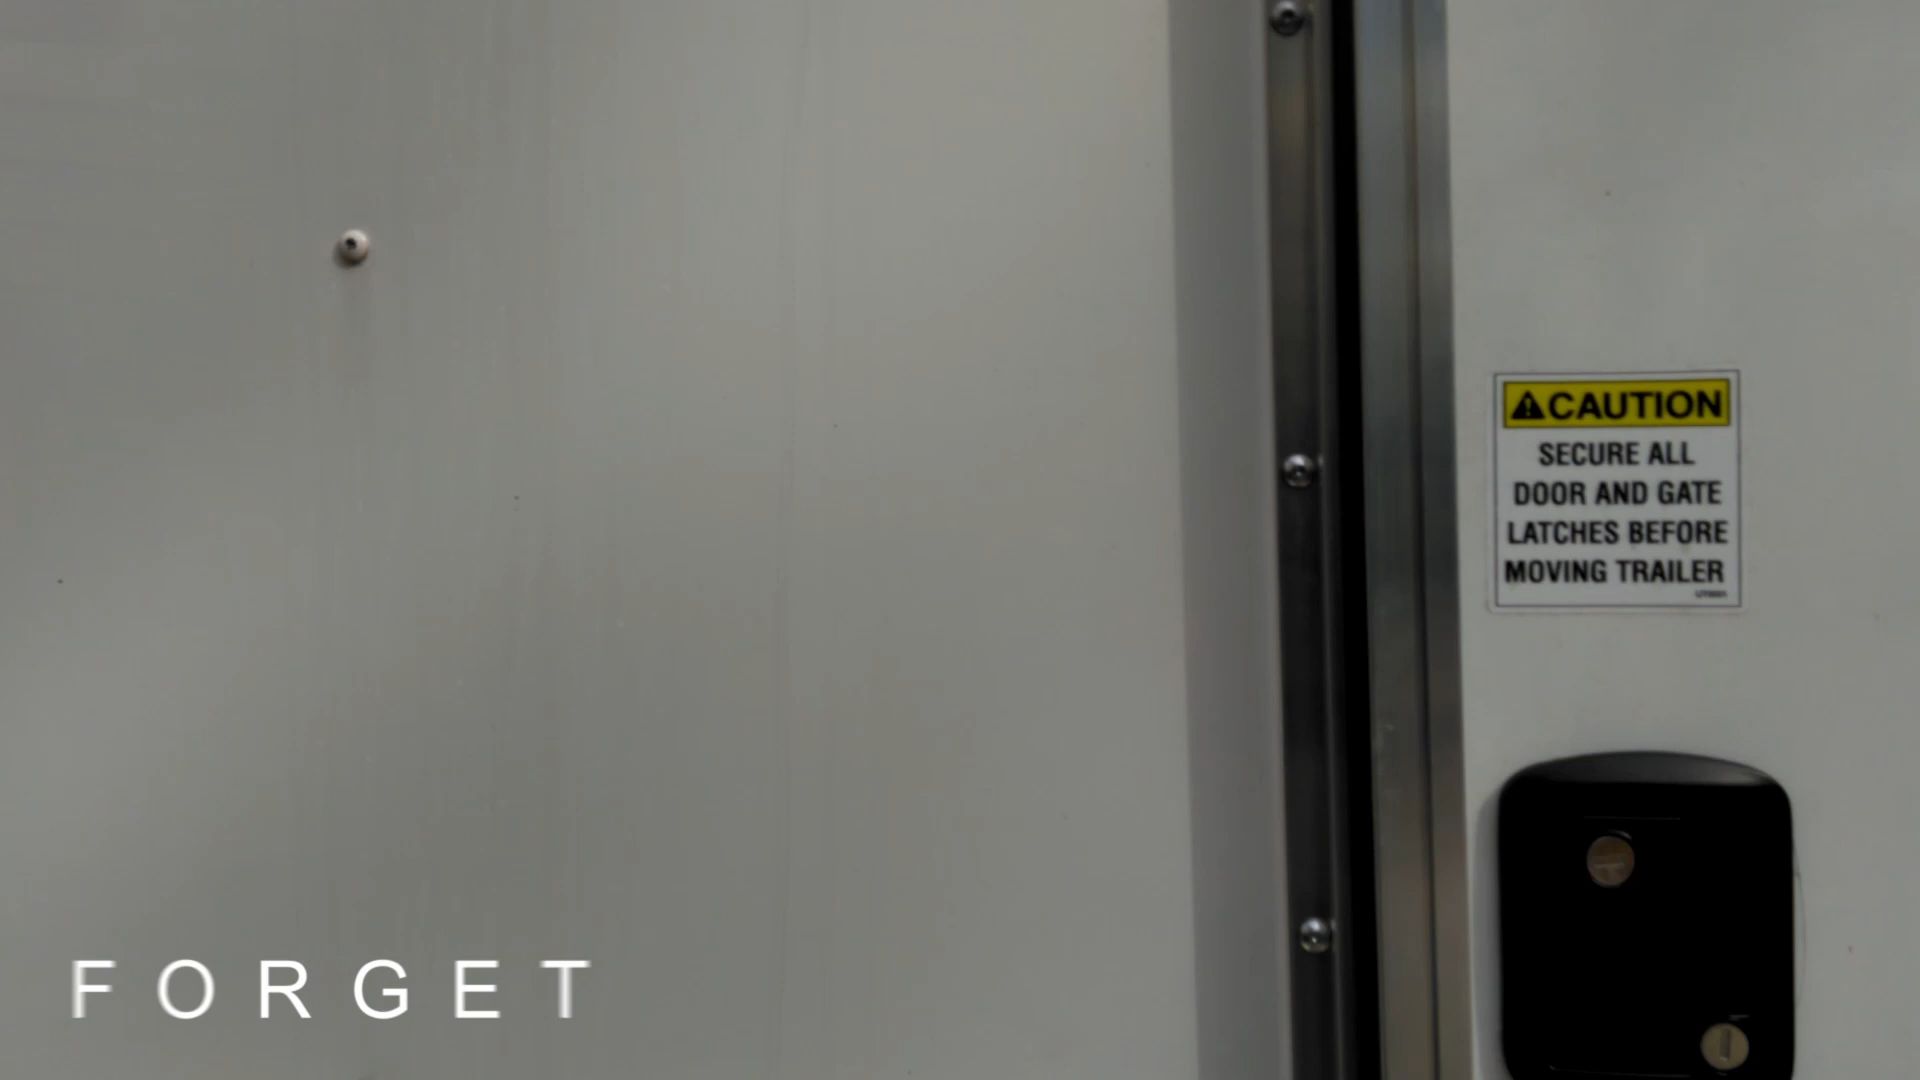 CAUTION
SECURE ALL
DOOR AND GATE
LATCHES BEFORE
MOVING TRAILER
FORGET